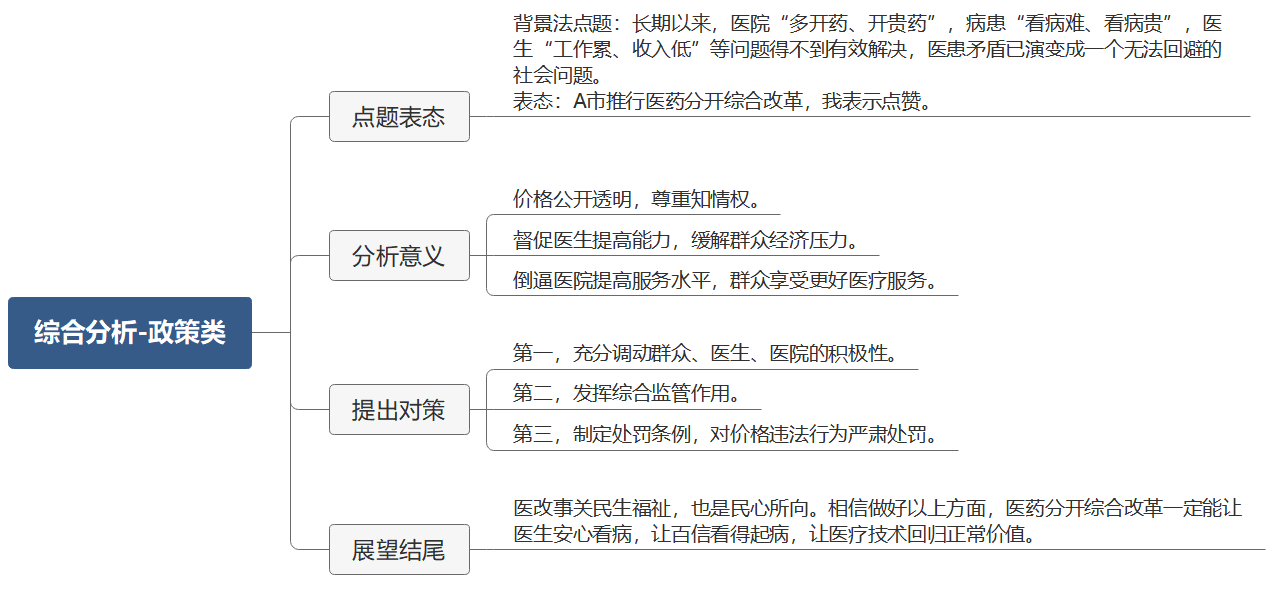 背景法点题：长期以来，医院“多开药、开贵药”，病患“看病难、看病贵”，医
生“工作累、收入低”等问题得不到有效解决，医患矛盾已演变成一个无法回避的
社会问题。
表态：A市推行医药分开综合改革，我表示点赞。
点题表态
价格公开透明，尊重知情权。
督促医生提高能力，缓解群众经济压力。
倒逼医院提高服务水平，群众享受更好医疗服务。
分析意义
综合分析-政策类
第一，充分调动群众、医生、医院的积极性。
第二，发挥综合监管作用。
第三，制定处罚条例，对价格违法行为严肃处罚。
提出对策
医改事关民生福祉，也是民心所向。相信做好以上方面，医药分开综合改革一定能让
医生安心看病，让百信看得起病，让医疗技术回归正常价值。
展望结尾